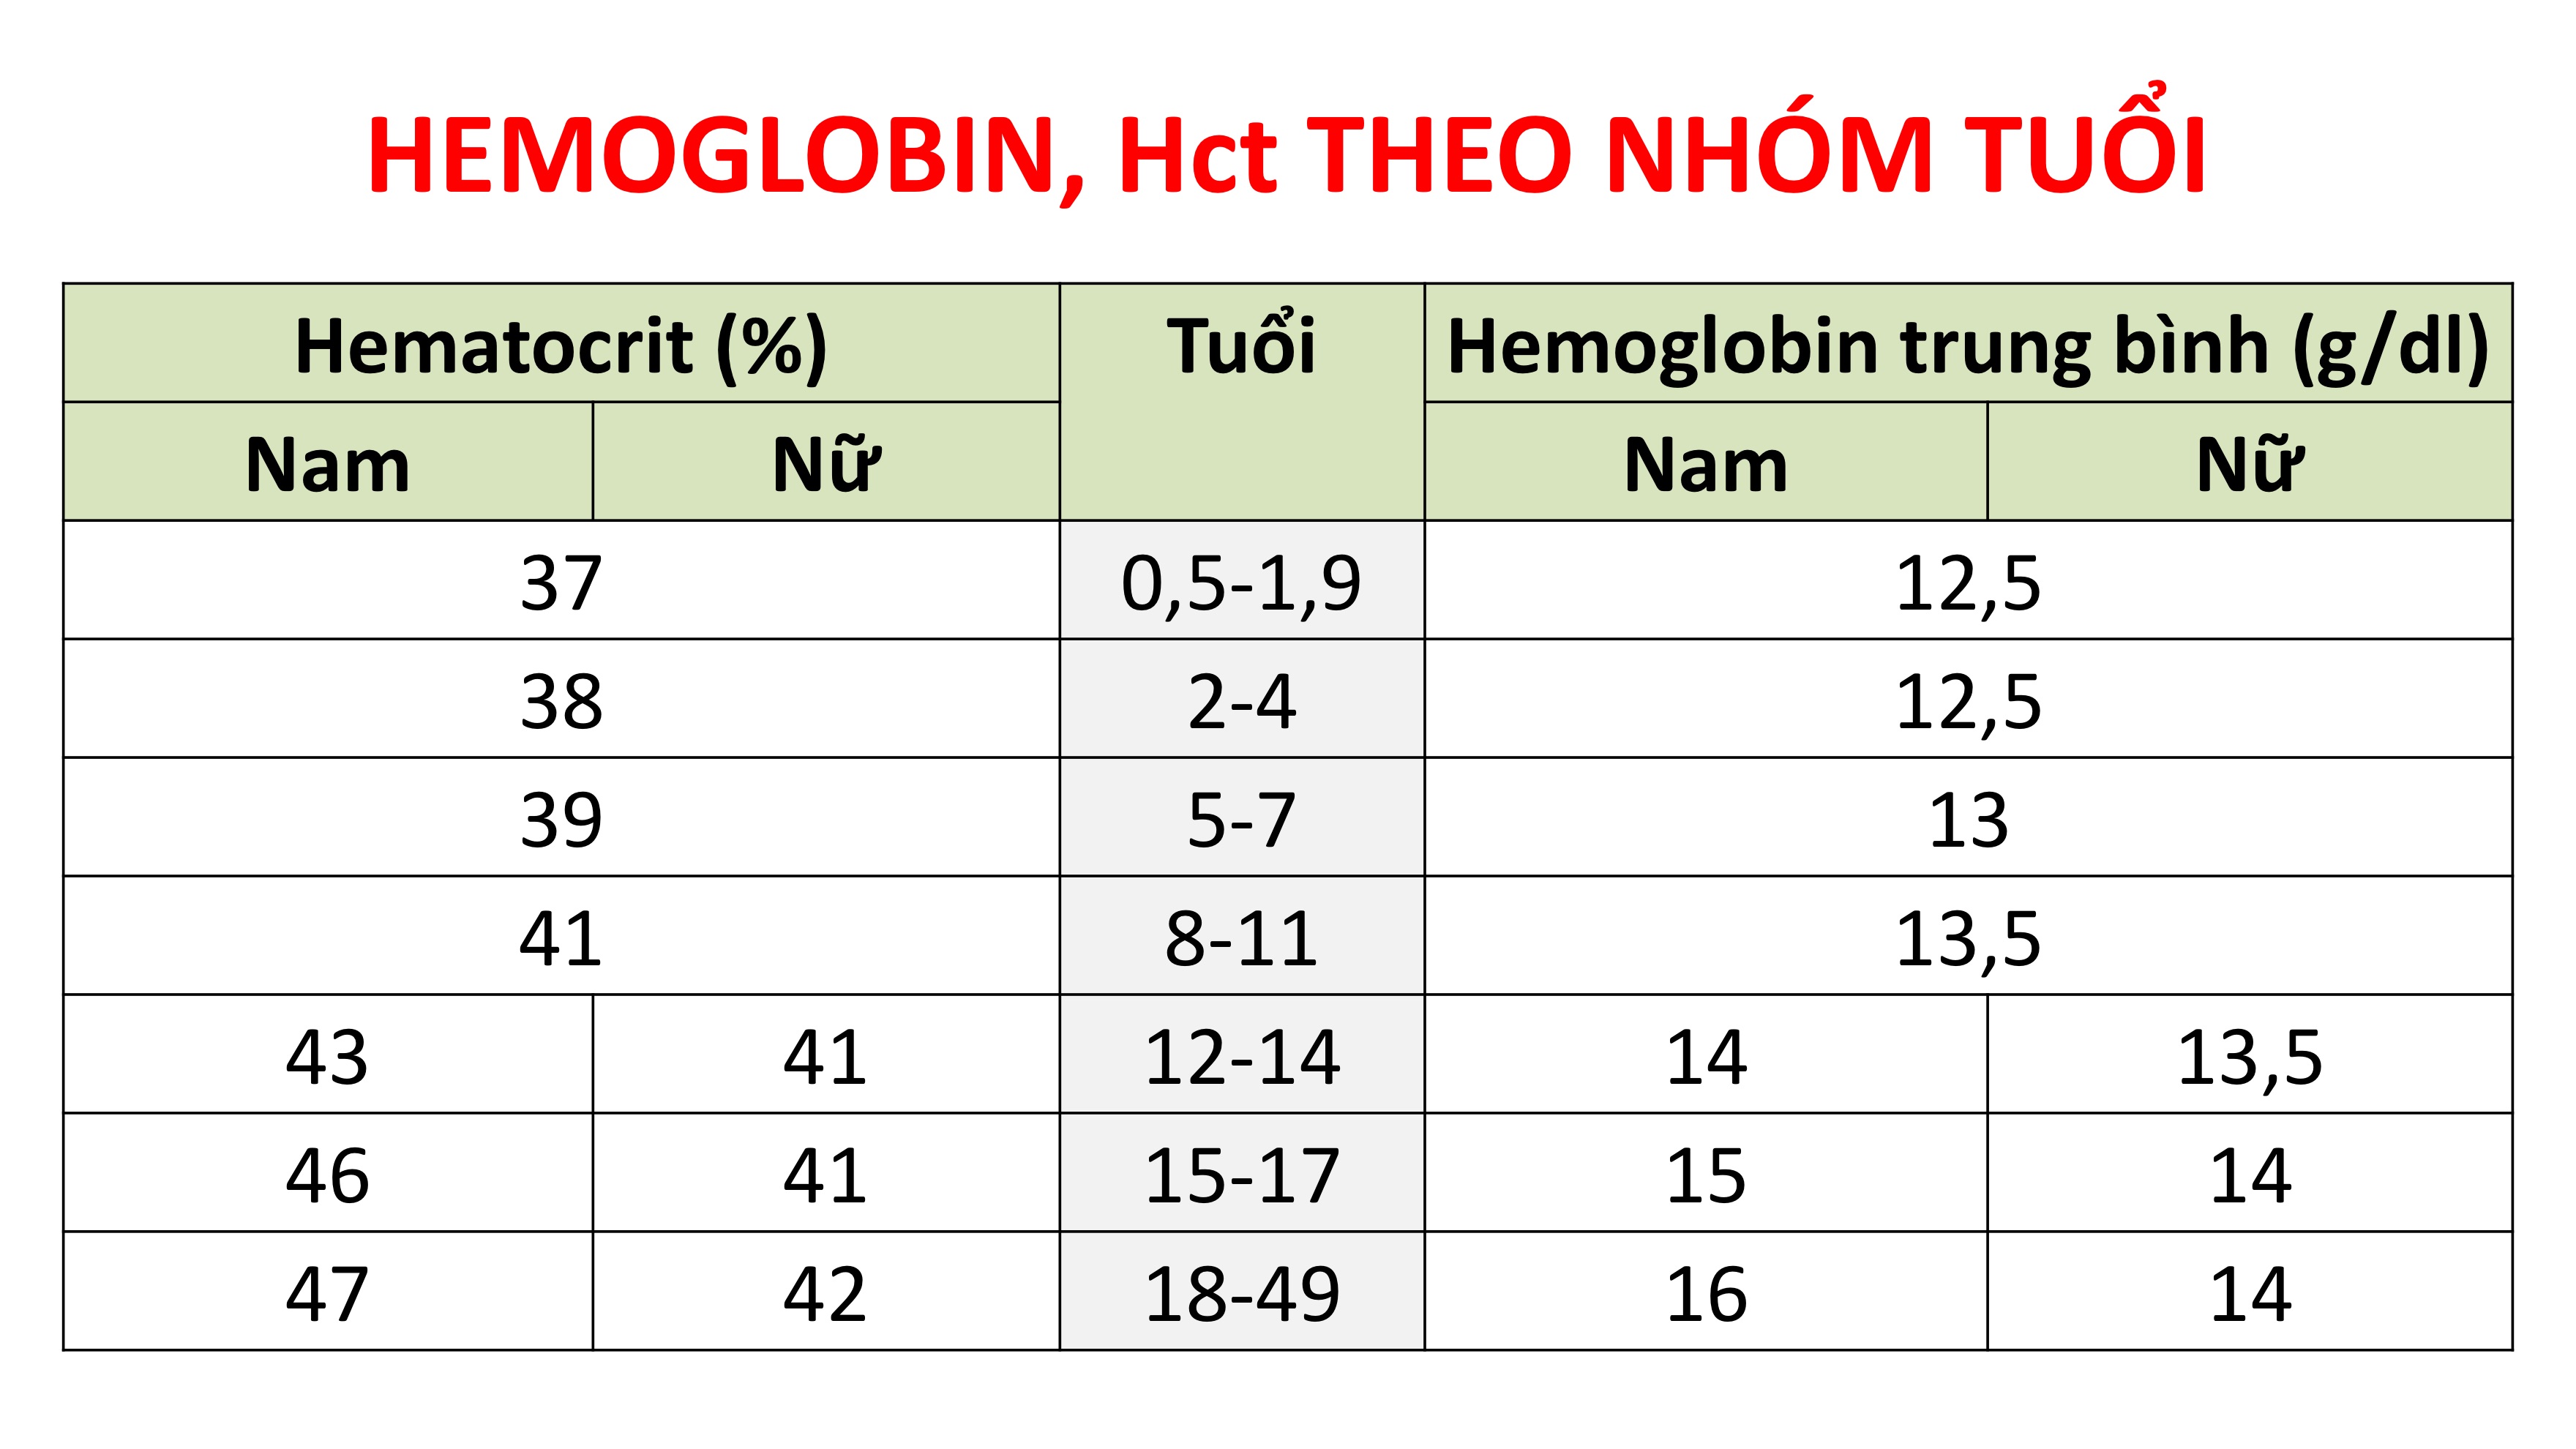 HEMOGLOBIN, Hct THEO NHÓM TUỔI
Hematocrit (%) Tuổi Hemoglobin trung bình (g/dl)
Nam Nữ Nam Nữ
37 0,5-1,9 12,5
38 2-4 12,5
39 5-7 13
41 8-11 13,5
43 41 12-14 14 13,5
46 41 15-17 15 14
47 42 18-49 16 14